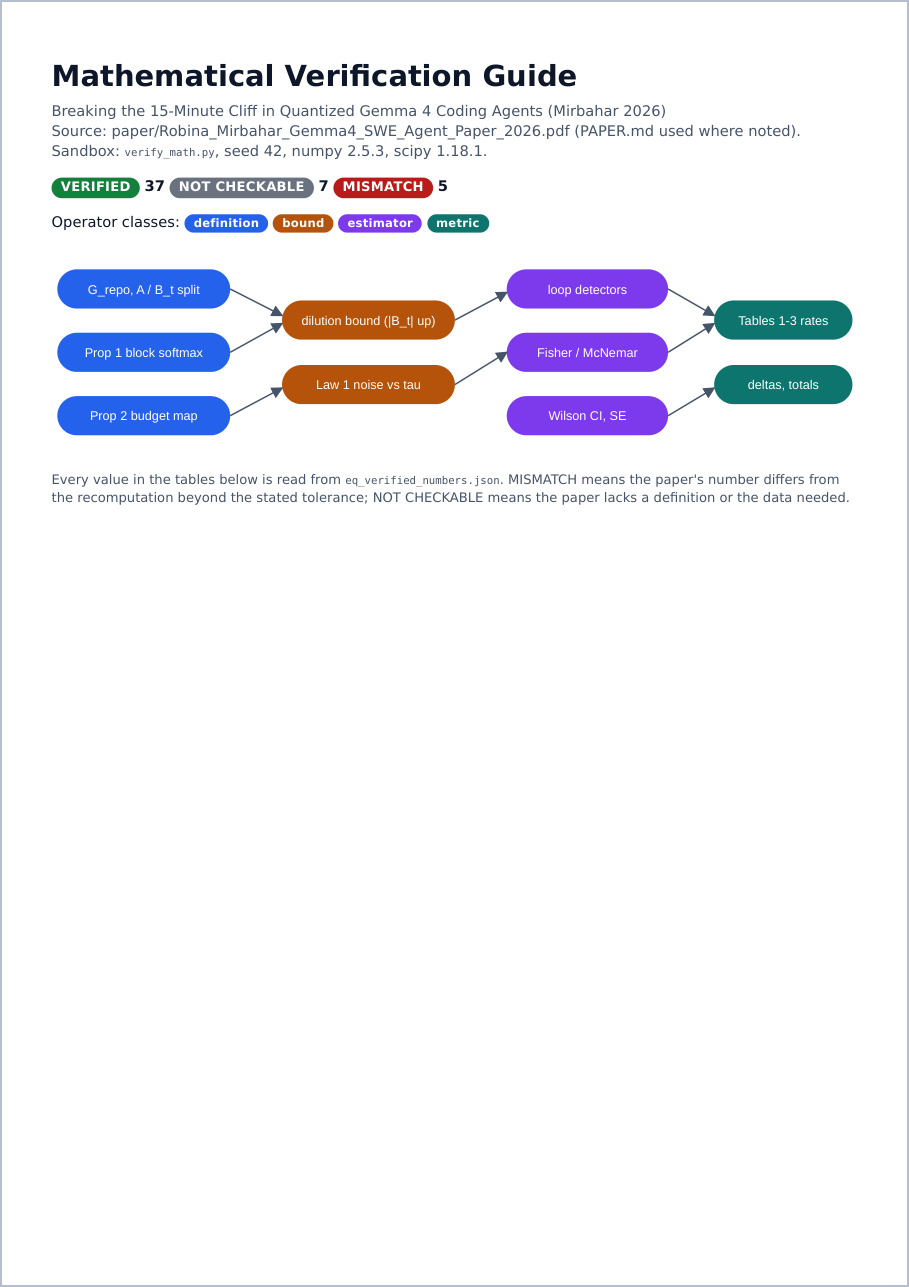 Mathematical Verification Guide
Breaking the 15-Minute Cliff in Quantized Gemma 4 Coding Agents (Mirbahar 2026)
Source: paper/Robina_Mirbahar_Gemma4_SWE_Agent_Paper_2026.pdf (PAPER.md used where noted).
Sandbox: verify_math.py, seed 42, numpy 2.5.3, scipy 1.18.1.
VERIFIED 37 NOT CHECKABLE 7 MISMATCH 5
Operator classes: definition bound estimator metric
G_repo, A / B_t split
Prop 1 block softmax
Prop 2 budget map
dilution bound (|B_t| up)
Law 1 noise vs tau
loop detectors
Fisher / McNemar
Wilson CI, SE
Tables 1-3 rates
deltas, totals
Every value in the tables below is read from eq_verified_numbers.json. MISMATCH means the paper's number differs from
the recomputation beyond the stated tolerance; NOT CHECKABLE means the paper lacks a definition or the data needed.